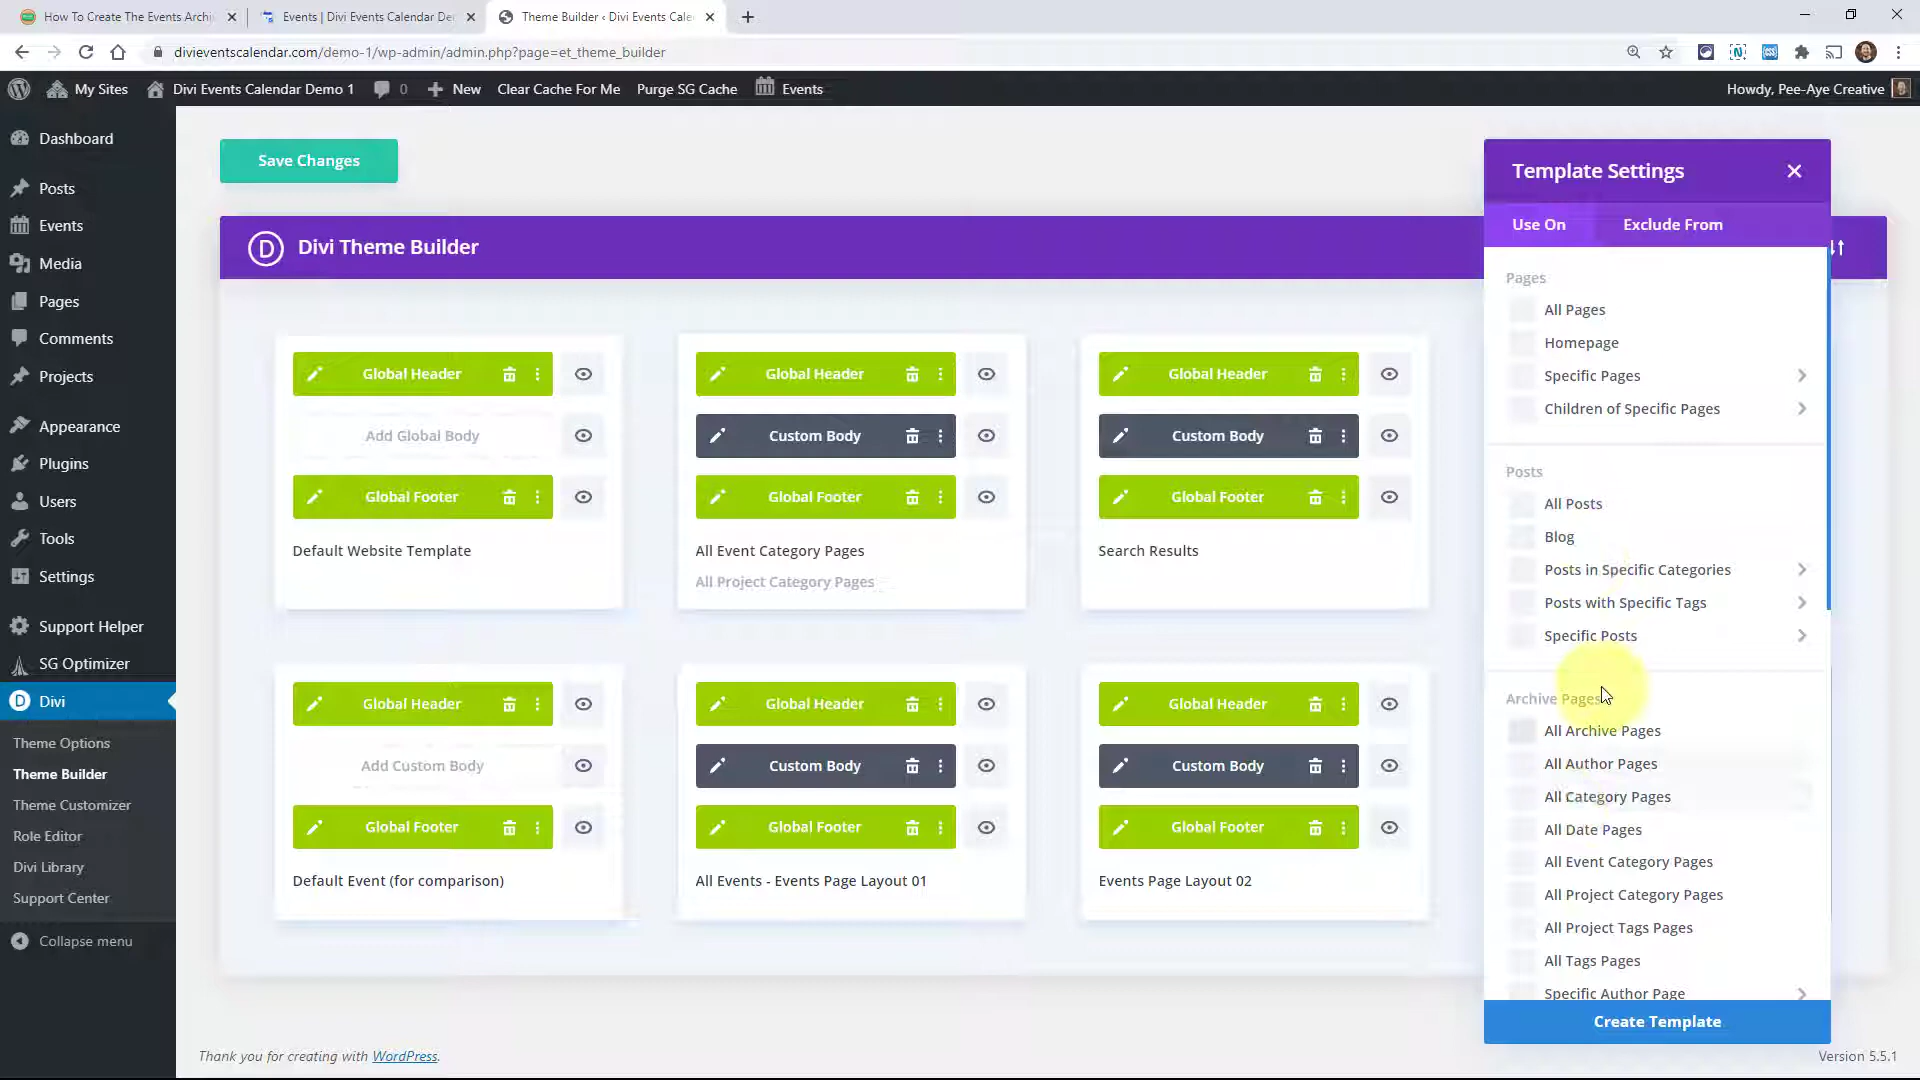 How To Create The Events Archi
Events | Divi Events Calendar De
Theme Builder ‹ Divi Events Cale
divieventscalendar.com/demo-1/wp-admin/admin.php?page=et_theme_builder
My Sites
Divi Events Calendar Demo 1
0
New
Clear Cache For Me
Purge SG Cache
Events
Howdy, Pee-Aye Creative
Dashboard
Posts
Events
Media
Pages
Comments
Projects
Appearance
Plugins
Users
Tools
Settings
Support Helper
SG Optimizer
D
Divi
Theme Options
Theme Builder
Theme Customizer
Role Editor
Divi Library
Support Center
Collapse menu
Save Changes
D
Divi Theme Builder
Global Header
Add Global Body
Global Footer
Default Website Template
Global Header
Custom Body
Global Footer
All Event Category Pages
All Project Category Pages
Global Header
Custom Body
Global Footer
Search Results
Global Header
Add Custom Body
Global Footer
Default Event (for comparison)
Global Header
Custom Body
Global Footer
All Events - Events Page Layout 01
Global Header
Custom Body
Global Footer
Events Page Layout 02
Template Settings
Use On
Exclude From
Pages
All Pages
Homepage
Specific Pages
Children of Specific Pages
Posts
All Posts
Blog
Posts in Specific Categories
Posts with Specific Tags
Specific Posts
Archive Pages
All Archive Pages
All Author Pages
All Category Pages
All Date Pages
All Event Category Pages
All Project Category Pages
All Project Tags Pages
All Tags Pages
Specific Author Page
Create Template
Thank you for creating with WordPress.
Version 5.5.1